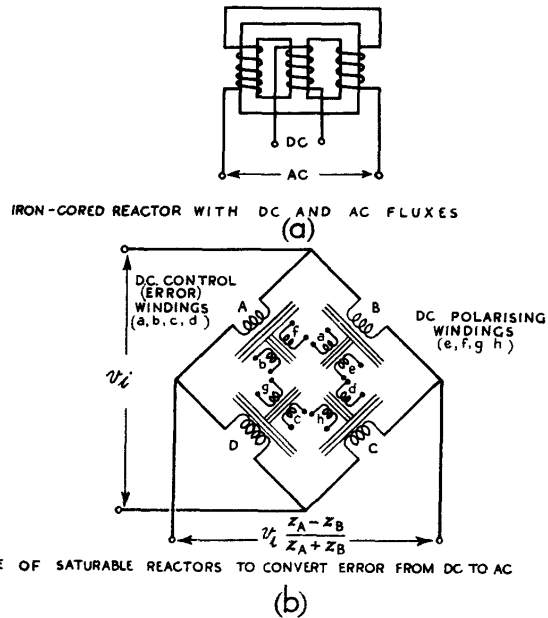 DC
AC
IRON-CORED REACTOR WITH DC AND AC FLUXES
(a)
D.C. CONTROL
(ERROR)
WINDINGS
(a,b,c,d)
A
B
DC POLARISING
WINDINGS
(e,f,g h)
f
a
b
e
g
d
c
h
D
C
vi
vi (zA − zB) / (zA + zB)
E OF SATURABLE REACTORS TO CONVERT ERROR FROM DC TO AC
(b)